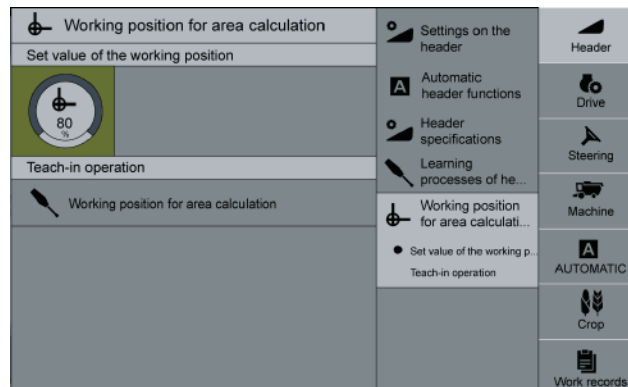 Working position for area calculation
Set value of the working position
80
%
Teach-in operation
Working position for area calculation
Settings on the
header
A
Automatic
header functions
Header
specifications
Learning
processes of he...
Working position
for area calculati...
Set value of the working p...
Teach-in operation
Header
Drive
Steering
Machine
A
AUTOMATIC
Crop
Work records